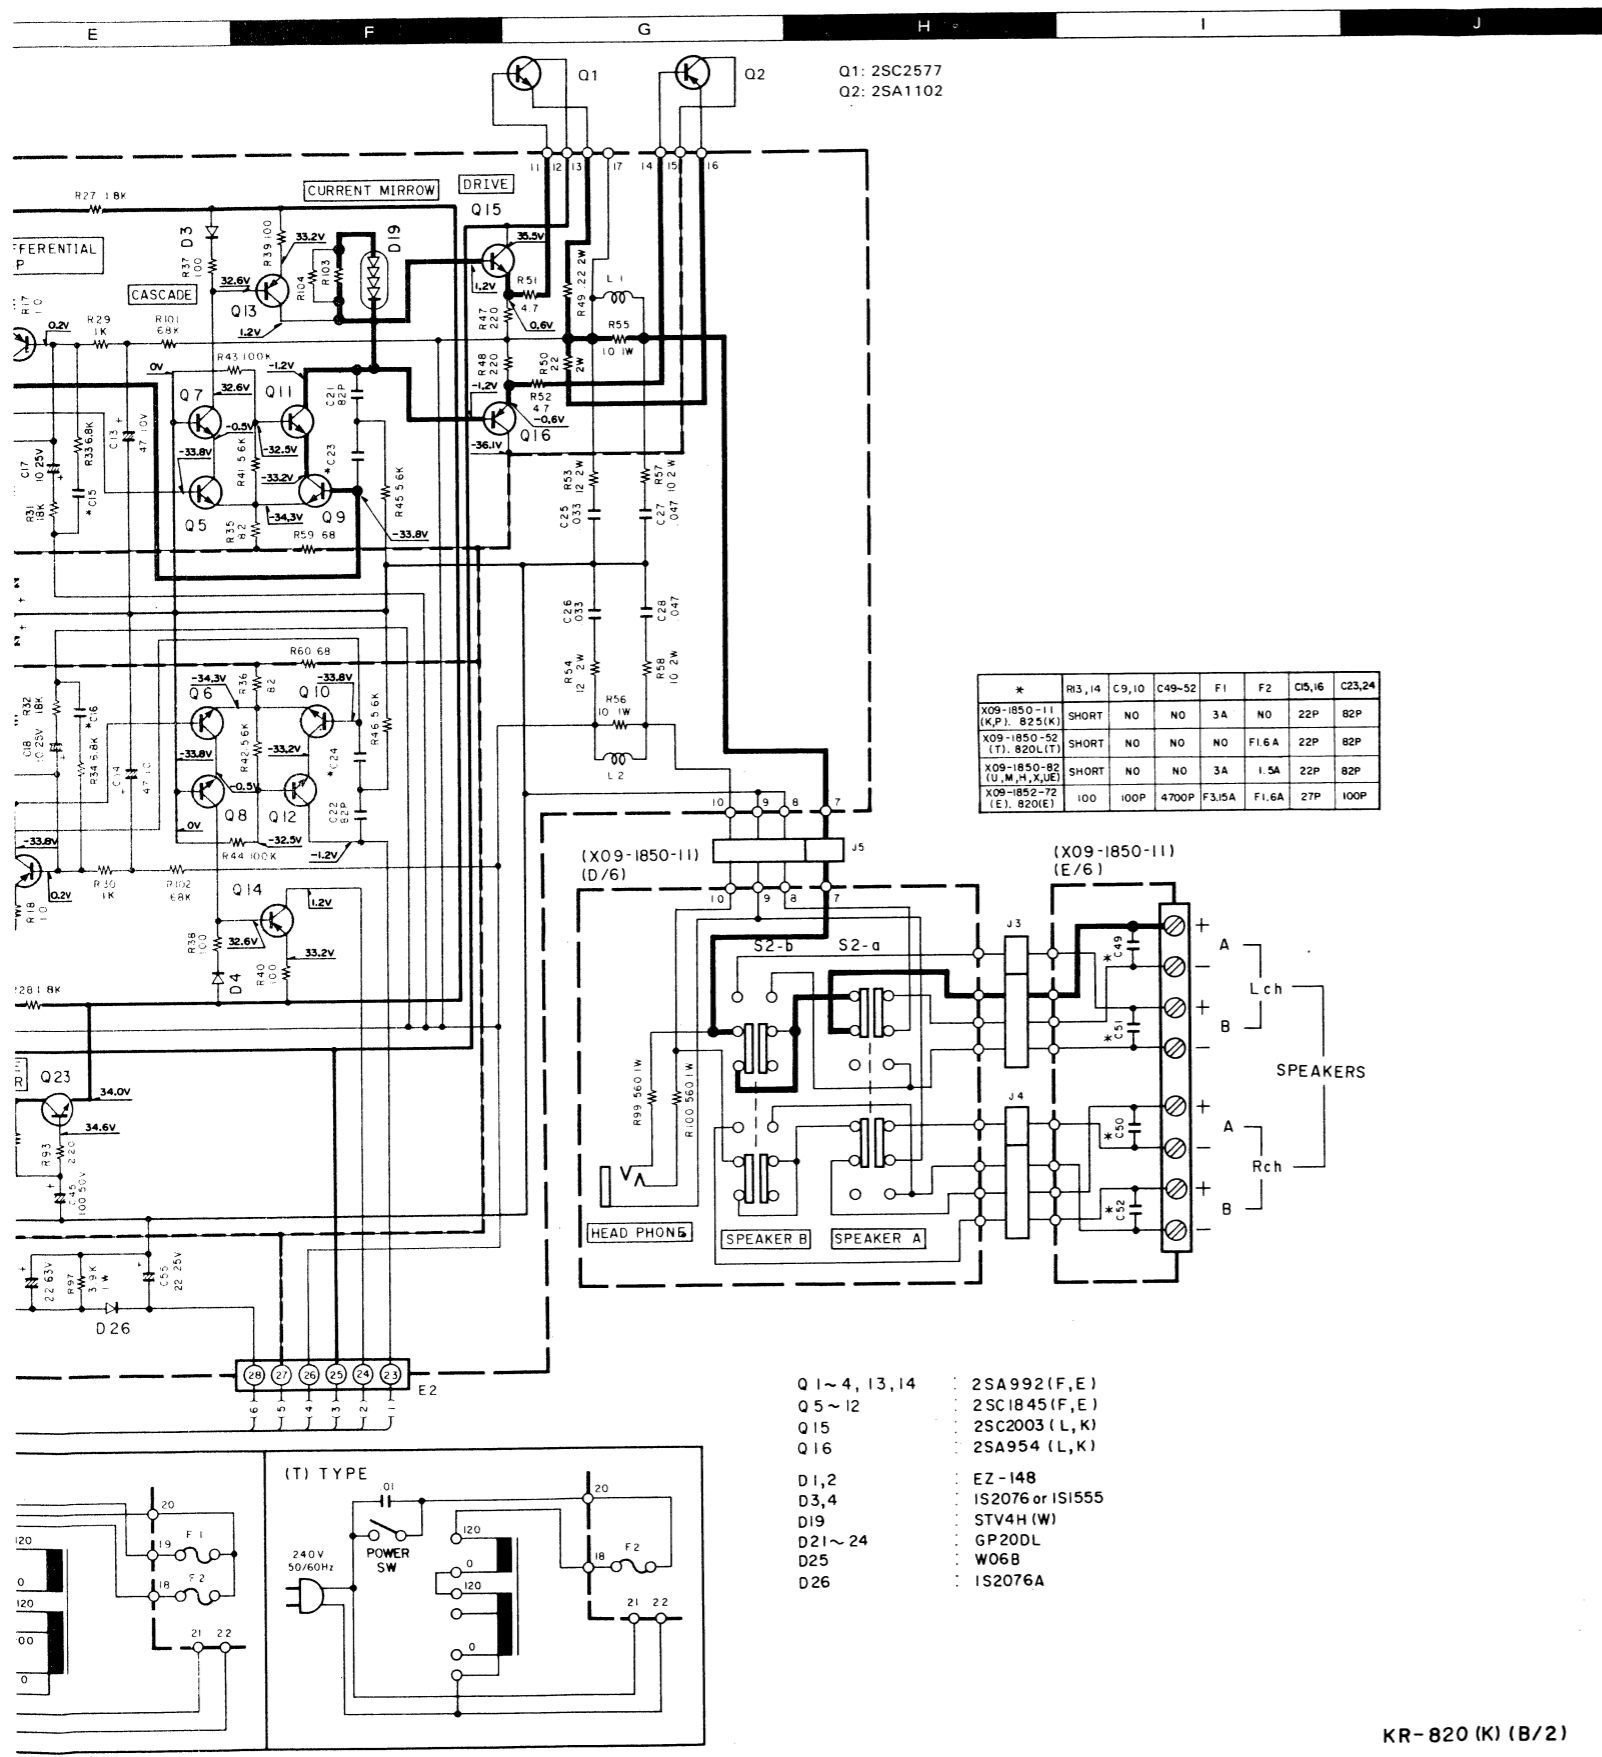 E F G H I J
Q1 Q2
Q1: 2SC2577
Q2: 2SA1102
11 12 13 17 14 15 16
CURRENT MIRROW
DRIVE
Q15
R27 1.8K
FFERENTIAL
P
D3
R37 100
R39 100
33.2V
D19
35.5V
CASCADE
32.6V
Q13
R104
R103
1.2V
R51
4.7
R49 .22 2W
L1
R17
10
R29
1K
R101
68K
0.2V
1.2V
R47
220
0.6V
R55
10 1W
R43 100K
0V
-1.2V
R48
220
R50
.22
2W
Q7
32.6V
Q11
C21
82P
-1.2V
R52
4.7
-0.6V
Q16
-36.1V
C17
10 25V
R33 6.8K
C13
47 10V
-0.5V
-32.5V
-33.8V
R41 5.6K
-33.2V
*C23
R31
18K
*C15
Q5
R35
82
-34.3V
Q9
R45 5.6K
-33.8V
R59 68
R53
12 2W
R57
10 2W
C25
.033
C27
.047
C26
.033
C28
.047
R54
12 2W
R58
10 2W
R60 68
-34.3V
Q6
R36
82
Q10
-33.8V
R56
10 1W
L2
R32
18K
*C16
C18
10 25V
R34 6.8K
C14
47 10
-33.8V
R42 5.6K
-33.2V
*C24
R46 5.6K
-0.5V
Q8
Q12
C22
82P
0V
-32.5V
-1.2V
R44 100K
-33.8V
0.2V
R30
1K
R102
68K
R18
10
Q14
1.2V
R38
100
32.6V
33.2V
R40
100
D4
R28 1.8K
* R13,14 C9,10 C49~52 F1 F2 C15,16 C23,24
X09-1850-11 (K,P). 825(K) SHORT NO NO 3A NO 22P 82P
X09-1850-52 (T). 820L(T) SHORT NO NO NO F1.6A 22P 82P
X09-1850-82 (U,M,H,X,UE) SHORT NO NO 3A 1.5A 22P 82P
X09-1852-72 (E). 820(E) 100 100P 4700P F3.15A F1.6A 27P 100P
10 9 8 7
J5
(X09-1850-11)
(D/6)
10 9 8 7
(X09-1850-11)
(E/6)
S2-b S2-a
J3
*C49
*C51
+
A
−
L ch
+
B
−
SPEAKERS
J4
*C50
*C52
+
A
−
Rch
+
B
−
R99 560 1W
R100 560 1W
HEAD PHONE
SPEAKER B
SPEAKER A
R
Q23
34.0V
34.6V
R93
220
C45
100 50V
22 63V
R97
3.9K
1W
C55
22 25V
D26
28 27 26 25 24 23
E2
6 5 4 3 2 1
Q1~4, 13,14 : 2SA992(F,E)
Q5~12 : 2SC1845(F,E)
Q15 : 2SC2003(L,K)
Q16 : 2SA954(L,K)
D1,2 : EZ-148
D3,4 : 1S2076 or 1S1555
D19 : STV4H(W)
D21~24 : GP20DL
D25 : W06B
D26 : 1S2076A
(T) TYPE
.01
POWER
SW
240V
50/60Hz
120
0
120
0
20
18
F2
21 22
20
19
F1
18
F2
21 22
120
0
120
00
0
KR-820 (K) (B/2)